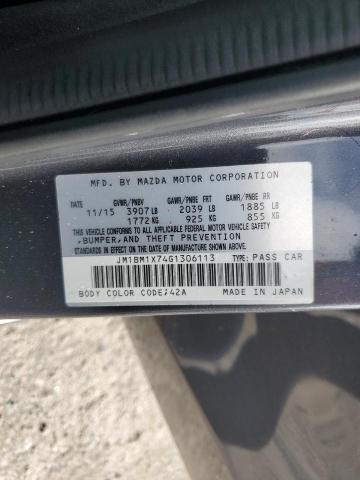 MFD. BY MAZDA MOTOR CORPORATION
DATE GVWR/PNBV GAWR/PNBE FRT GAWR/PNBE RR
11/15 3907 LB 2039 LB 1885 LB
1772 KG 925 KG 855 KG
THIS VEHICLE CONFORMS TO ALL APPLICABLE FEDERAL MOTOR VEHICLE SAFETY
,BUMPER,AND THEFT PREVENTION
STANDARDS IN EFFECT ON THE DATE OF MANUFACTURE SHOWN ABOVE.
JM1BM1X74G1306113 TYPE: PASS CAR
BODY COLOR CODE;42A MADE IN JAPAN